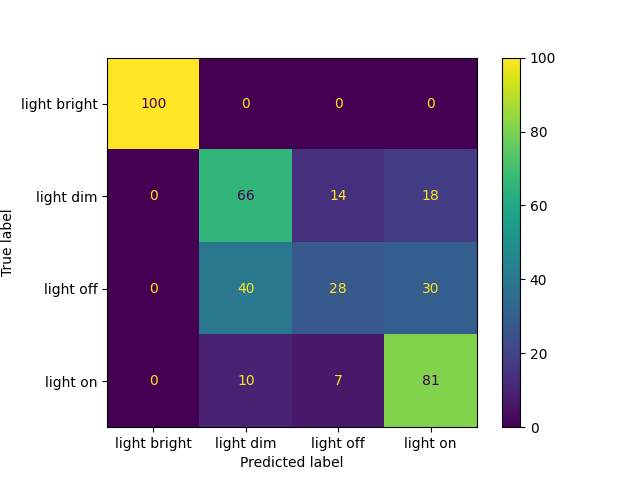 light bright 100 0 0 0
light dim 0 66 14 18
light off 0 40 28 30
light on 0 10 7 81
light bright light dim light off light on
Predicted label
True label
100
80
60
40
20
0